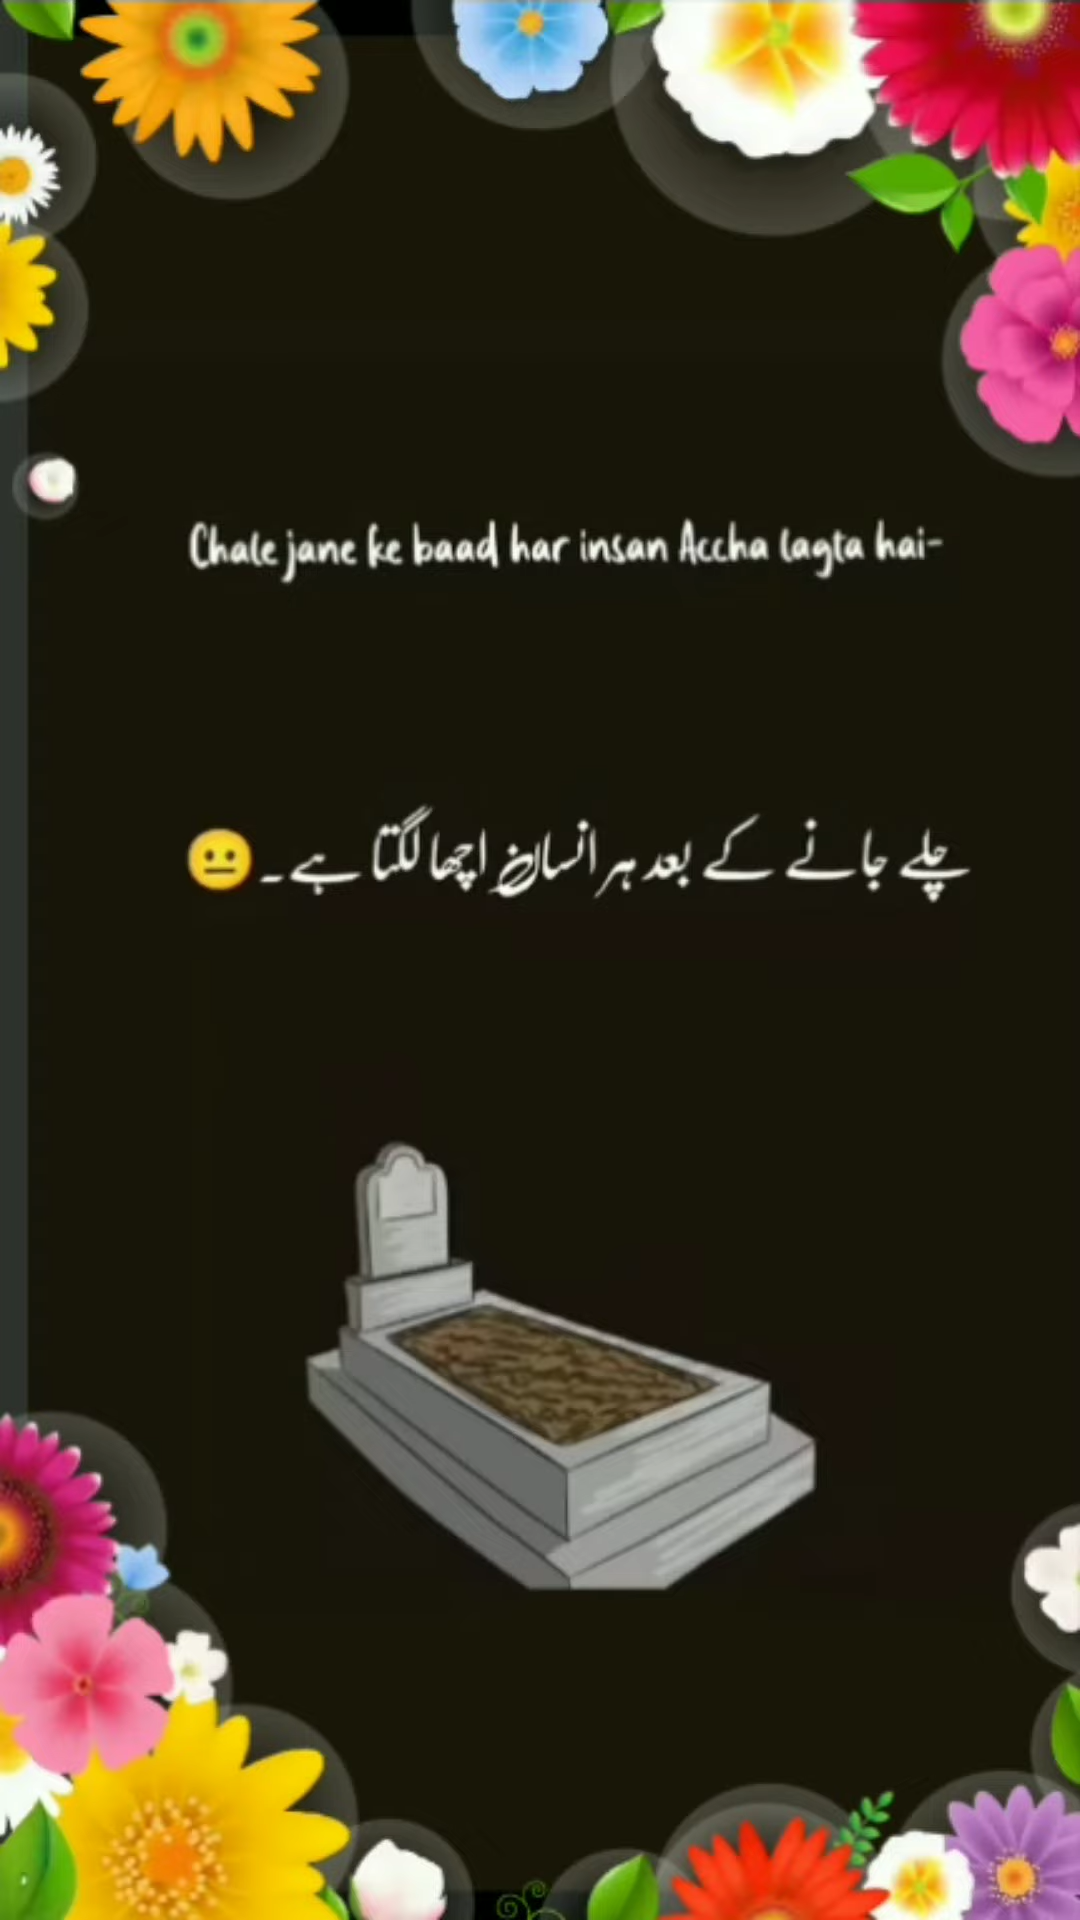 Chale jane ke baad har insan Accha lagta hai-
چلے جانے کے بعد ہر انسان اچھا لگتا ہے۔😐